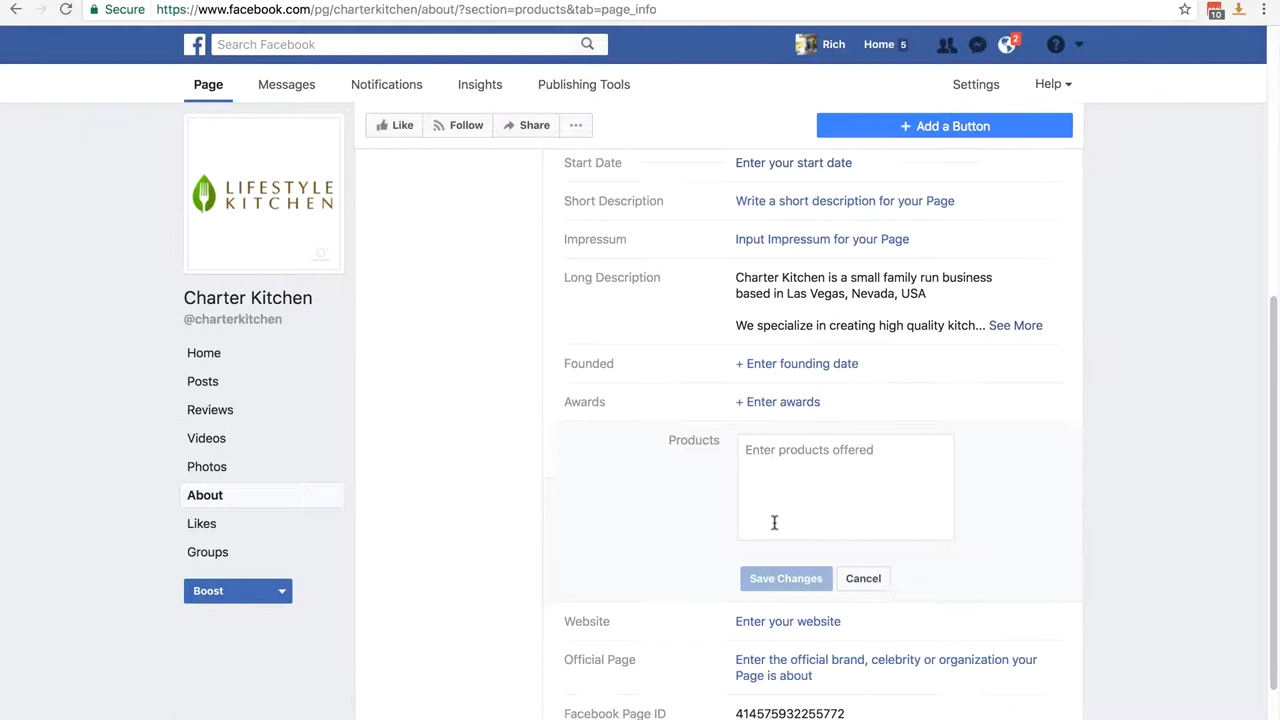 Secure https://www.facebook.com/pg/charterkitchen/about/?section=products&tab=page_info
10
f Search Facebook
Rich Home 5 2
Page Messages Notifications Insights Publishing Tools Settings Help
Like Follow Share ... + Add a Button
LIFESTYLE
KITCHEN
Charter Kitchen
@charterkitchen
Home
Posts
Reviews
Videos
Photos
About
Likes
Groups
Boost
Start Date Enter your start date
Short Description Write a short description for your Page
Impressum Input Impressum for your Page
Long Description Charter Kitchen is a small family run business
based in Las Vegas, Nevada, USA
We specialize in creating high quality kitch... See More
Founded + Enter founding date
Awards + Enter awards
Products Enter products offered
Save Changes Cancel
Website Enter your website
Official Page Enter the official brand, celebrity or organization your
Page is about
Facebook Page ID 414575932255772